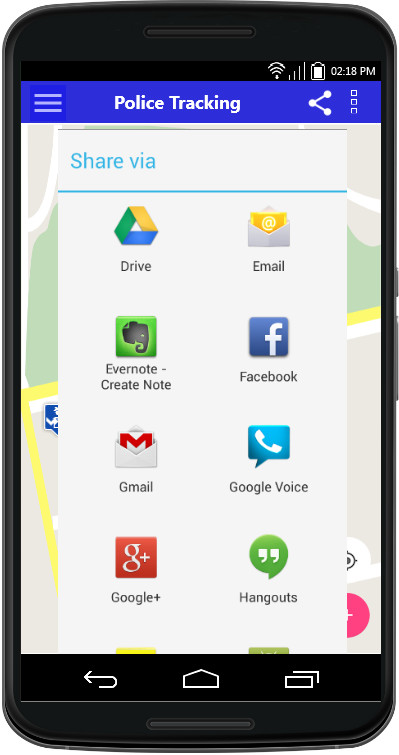 02:18 PM
Police Tracking
Share via
Drive
Email
Evernote -
Create Note
Facebook
Gmail
Google Voice
Google+
Hangouts